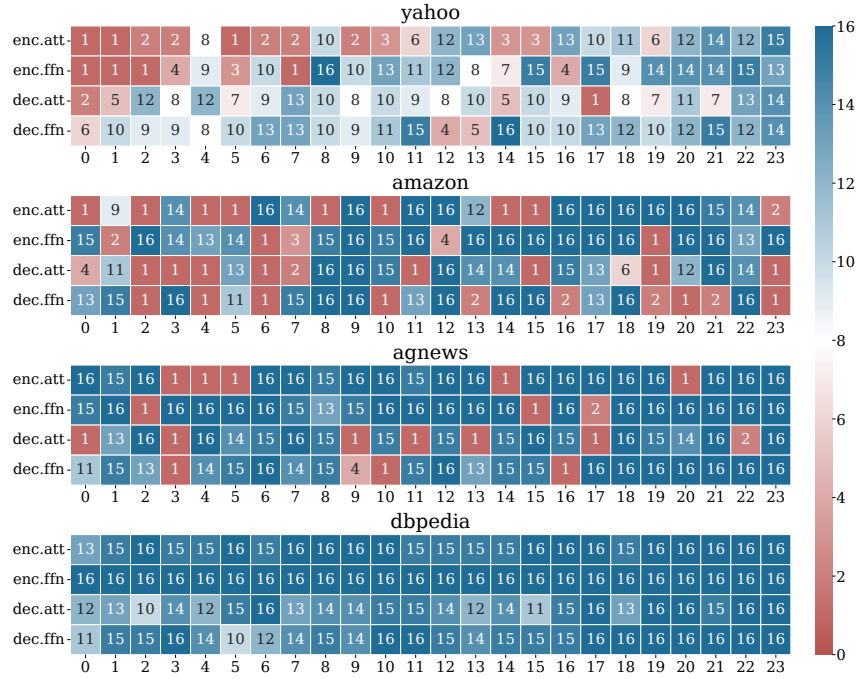 yahoo
enc.att 1 1 2 2 8 1 2 2 10 2 3 6 12 13 3 3 13 10 11 6 12 14 12 15
enc.ffn 1 1 1 4 9 3 10 1 16 10 13 11 12 8 7 15 4 15 9 14 14 14 15 13
dec.att 2 5 12 8 12 7 9 13 10 8 10 9 8 10 5 10 9 1 8 7 11 7 13 14
dec.ffn 6 10 9 9 8 10 13 13 10 9 11 15 4 5 16 10 10 13 12 10 12 15 12 14
0 1 2 3 4 5 6 7 8 9 10 11 12 13 14 15 16 17 18 19 20 21 22 23
amazon
enc.att 1 9 1 14 1 1 16 14 1 16 1 16 16 12 1 1 16 16 16 16 16 15 14 2
enc.ffn 15 2 16 14 13 14 1 3 15 16 15 16 4 16 16 16 16 16 16 1 16 16 13 16
dec.att 4 11 1 1 1 13 1 2 16 16 15 1 16 14 14 1 15 13 6 1 12 16 14 1
dec.ffn 13 15 1 16 1 11 1 15 16 16 1 13 16 2 16 16 2 13 16 2 1 2 16 1
0 1 2 3 4 5 6 7 8 9 10 11 12 13 14 15 16 17 18 19 20 21 22 23
agnews
enc.att 16 15 16 1 1 1 16 16 15 16 16 15 16 16 1 16 16 16 16 16 1 16 16 16
enc.ffn 15 16 1 16 16 16 16 15 13 15 16 16 16 16 16 1 16 2 16 16 16 16 16 16
dec.att 1 13 16 1 16 14 15 16 15 1 15 1 15 1 15 16 15 1 16 15 14 16 2 16
dec.ffn 11 15 13 1 14 15 16 14 15 4 1 15 16 13 15 15 1 16 16 16 16 16 16 16
0 1 2 3 4 5 6 7 8 9 10 11 12 13 14 15 16 17 18 19 20 21 22 23
dbpedia
enc.att 13 15 16 15 15 16 15 16 16 16 16 15 15 15 15 16 16 16 15 16 16 16 16 16
enc.ffn 16 16 16 16 16 16 16 16 16 16 16 16 16 16 16 16 16 16 16 16 16 16 16 16
dec.att 12 13 10 14 12 15 16 13 14 14 15 15 14 12 14 11 15 16 13 16 16 15 16 16
dec.ffn 11 15 15 16 14 10 12 14 15 14 16 16 15 14 15 16 16 16 16 16 16 16 16 16
0 1 2 3 4 5 6 7 8 9 10 11 12 13 14 15 16 17 18 19 20 21 22 23
16
14
12
10
8
6
4
2
0